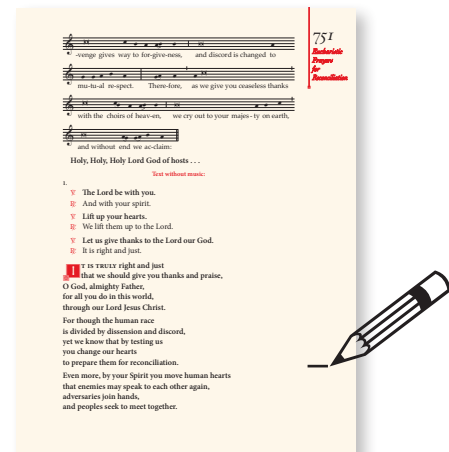 751
Eucharistic
Prayers
for
Reconciliation
-venge gives way to for-give-ness, and discord is changed to
mu-tu-al re-spect. There-fore, as we give you ceaseless thanks
with the choirs of heav-en, we cry out to your majes - ty on earth,
and without end we ac-claim:
Holy, Holy, Holy Lord God of hosts . . .
Text without music:
1.
℣. The Lord be with you.
℟. And with your spirit.
℣. Lift up your hearts.
℟. We lift them up to the Lord.
℣. Let us give thanks to the Lord our God.
℟. It is right and just.
IT IS TRULY right and just
that we should give you thanks and praise,
O God, almighty Father,
for all you do in this world,
through our Lord Jesus Christ.
For though the human race
is divided by dissension and discord,
yet we know that by testing us
you change our hearts
to prepare them for reconciliation.
Even more, by your Spirit you move human hearts
that enemies may speak to each other again,
adversaries join hands,
and peoples seek to meet together.